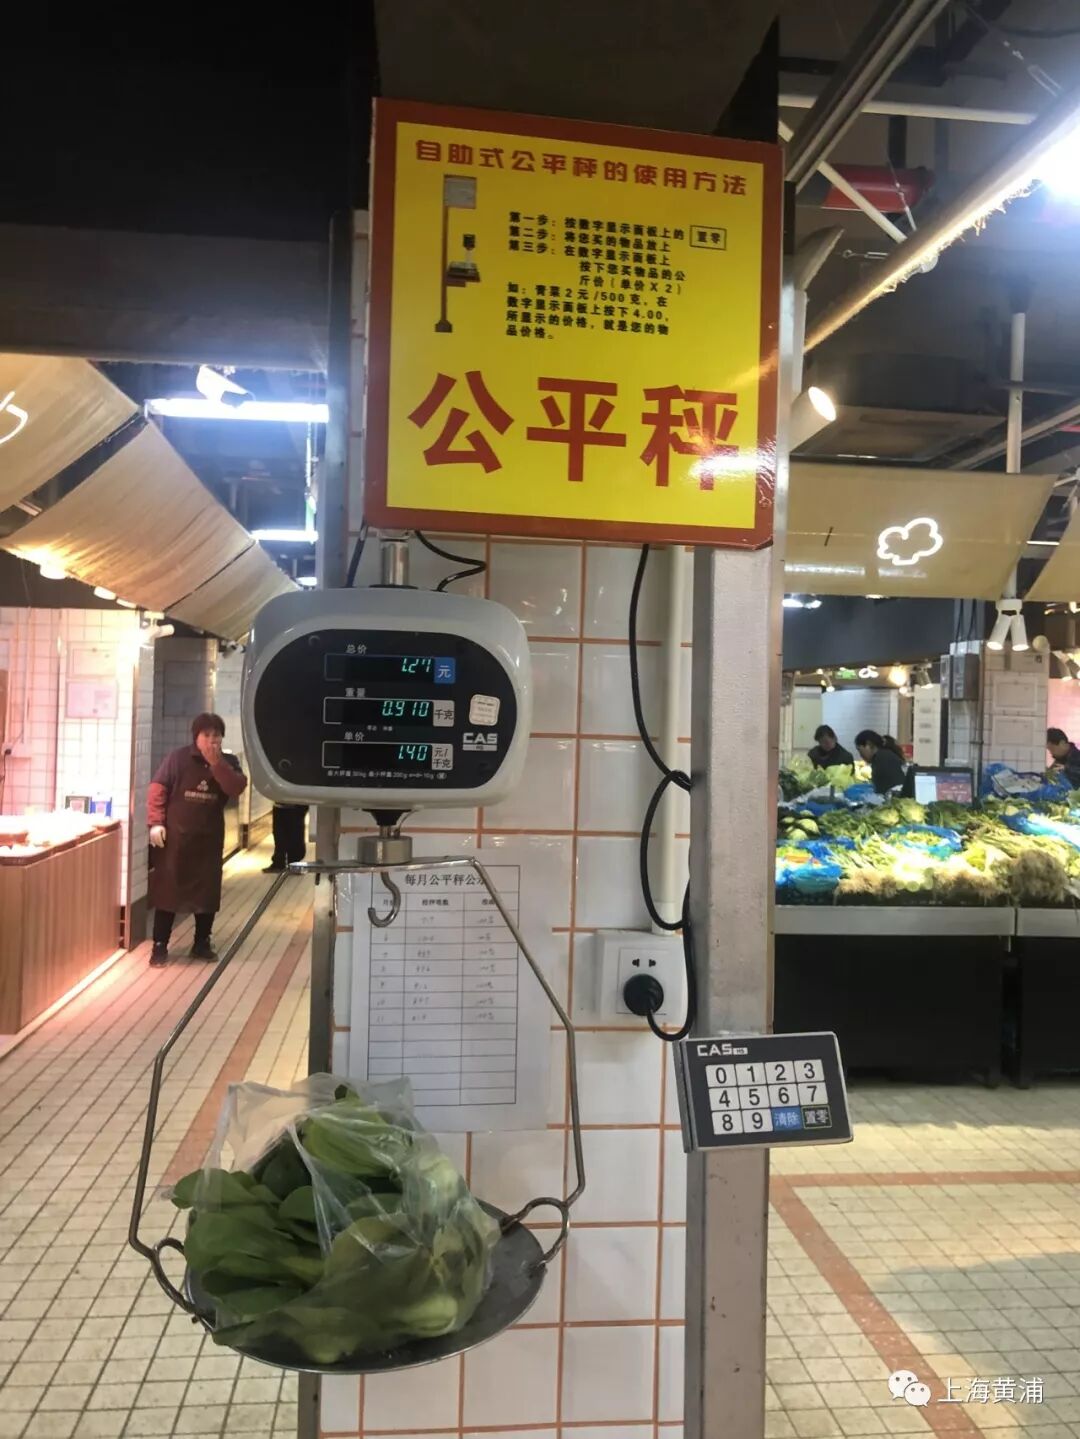 自助式公平秤的使用方法
第一步：按数字显示面板上的 置零
第二步：将您买的物品放上
第三步：在数字显示面板上
按下您买物品的公
斤价（单价X2）
如：青菜2元/500克，在
数字显示面板上按下4.00，
所显示的价格，就是您的物
品价格。
公平秤
总价
1.27 元
重量
0.910 千克
单价
1.40 元/千克
CAS
每月公平秤公示
CAS
0 1 2 3
4 5 6 7
8 9 清除 置零
上海黄浦